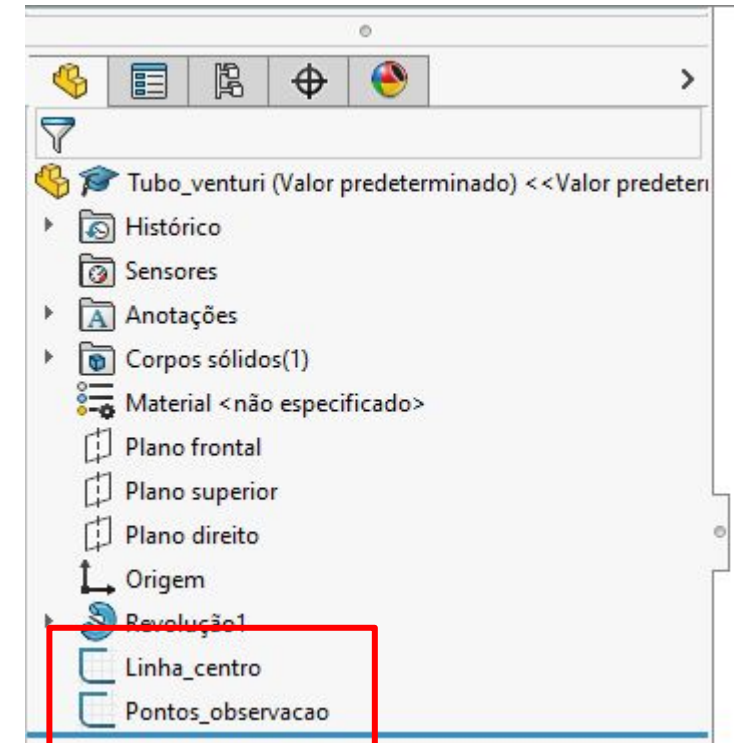 Tubo_venturi (Valor predeterminado) <<Valor predeter
Histórico
Sensores
A Anotações
Corpos sólidos(1)
Material <não especificado>
Plano frontal
Plano superior
Plano direito
Origem
Revolução1
Linha_centro
Pontos_observacao